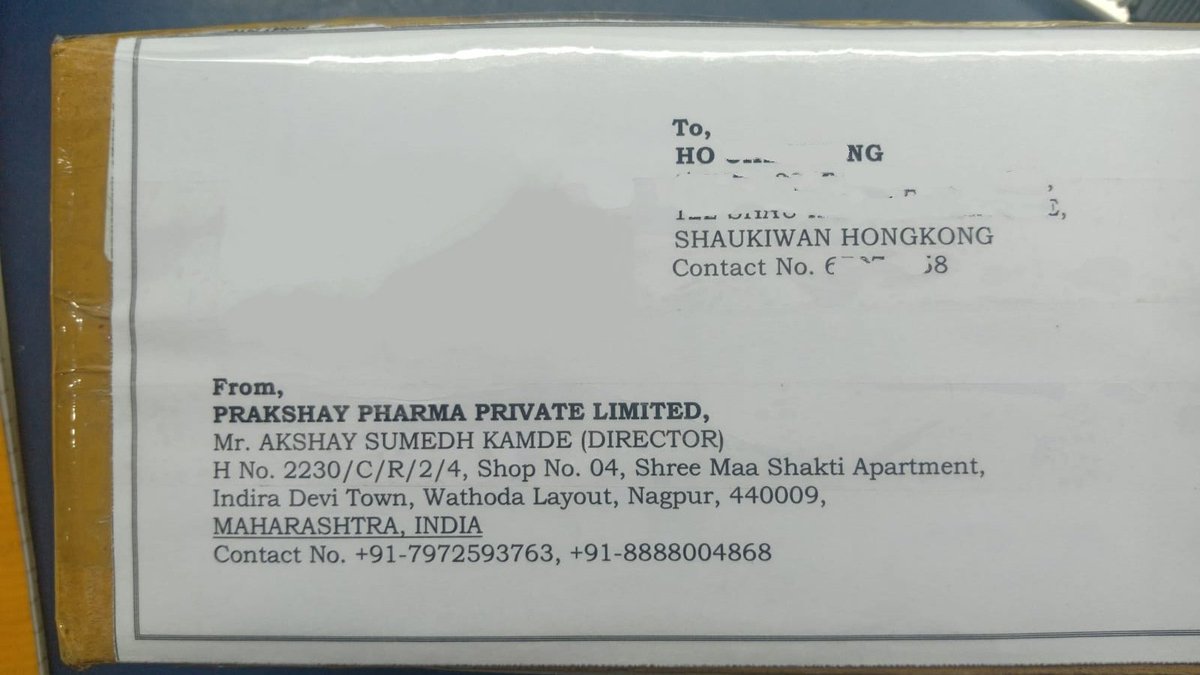 To,
HO NG
SHAUKIWAN HONGKONG
Contact No.
From,
PRAKSHAY PHARMA PRIVATE LIMITED,
Mr. AKSHAY SUMEDH KAMDE (DIRECTOR)
H No. 2230/C/R/2/4, Shop No. 04, Shree Maa Shakti Apartment,
Indira Devi Town, Wathoda Layout, Nagpur, 440009,
MAHARASHTRA, INDIA
Contact No. +91-7972593763, +91-8888004868